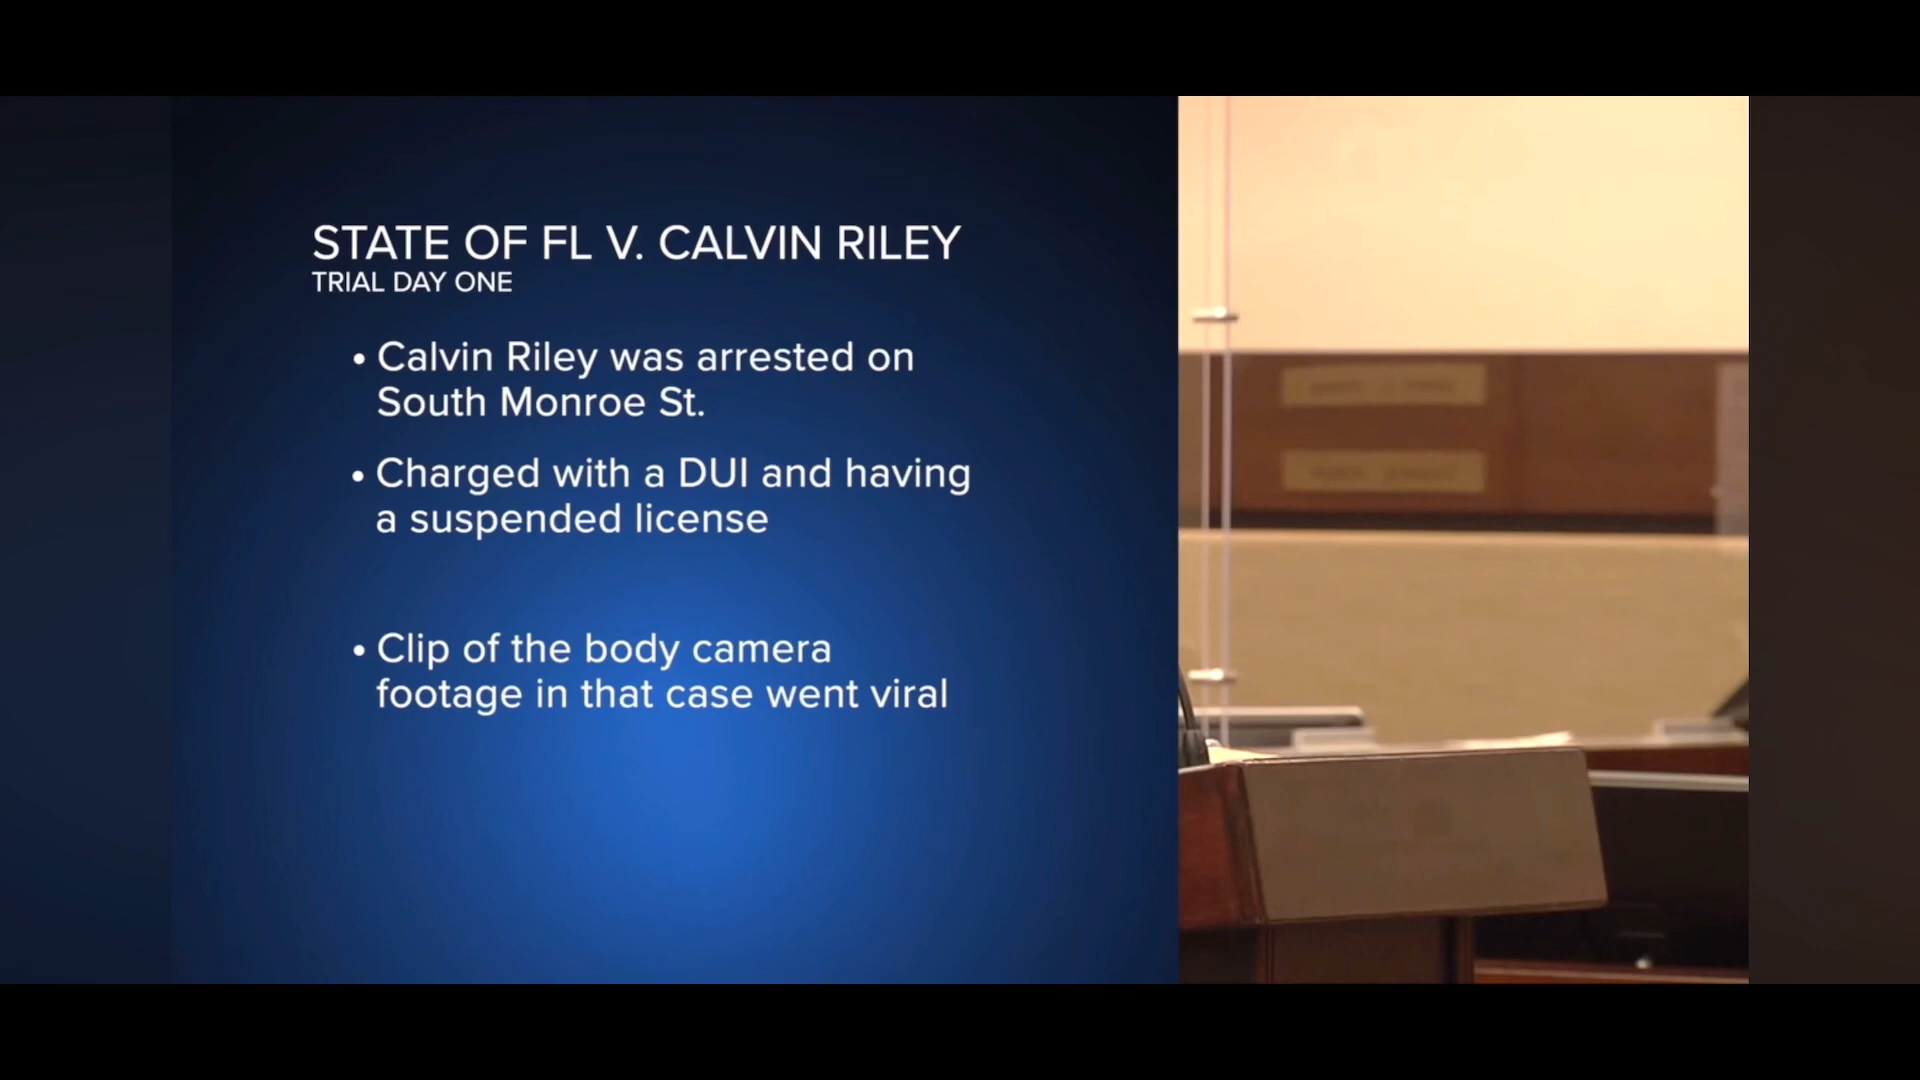 STATE OF FL V. CALVIN RILEY
TRIAL DAY ONE
• Calvin Riley was arrested on
South Monroe St.
• Charged with a DUI and having
a suspended license
• Clip of the body camera
footage in that case went viral